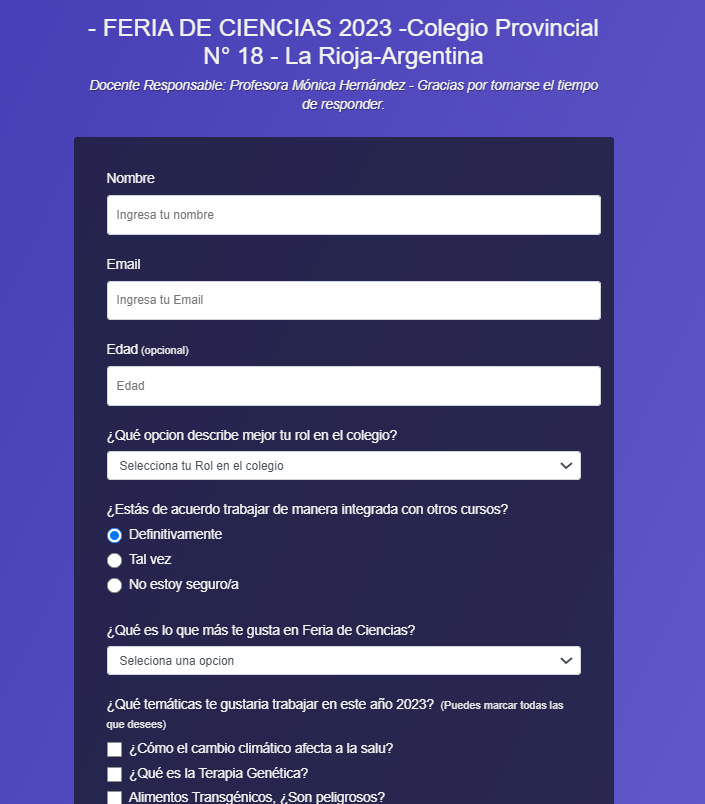 - FERIA DE CIENCIAS 2023 -Colegio Provincial
N° 18 - La Rioja-Argentina
Docente Responsable: Profesora Mónica Hernández - Gracias por tomarse el tiempo
de responder.
Nombre
Ingresa tu nombre
Email
Ingresa tu Email
Edad (opcional)
Edad
¿Qué opcion describe mejor tu rol en el colegio?
Selecciona tu Rol en el colegio
¿Estás de acuerdo trabajar de manera integrada con otros cursos?
Definitivamente
Tal vez
No estoy seguro/a
¿Qué es lo que más te gusta en Feria de Ciencias?
Seleciona una opcion
¿Qué temáticas te gustaria trabajar en este año 2023? (Puedes marcar todas las
que desees)
¿Cómo el cambio climático afecta a la salu?
¿Qué es la Terapia Genética?
Alimentos Transgénicos, ¿Son peligrosos?